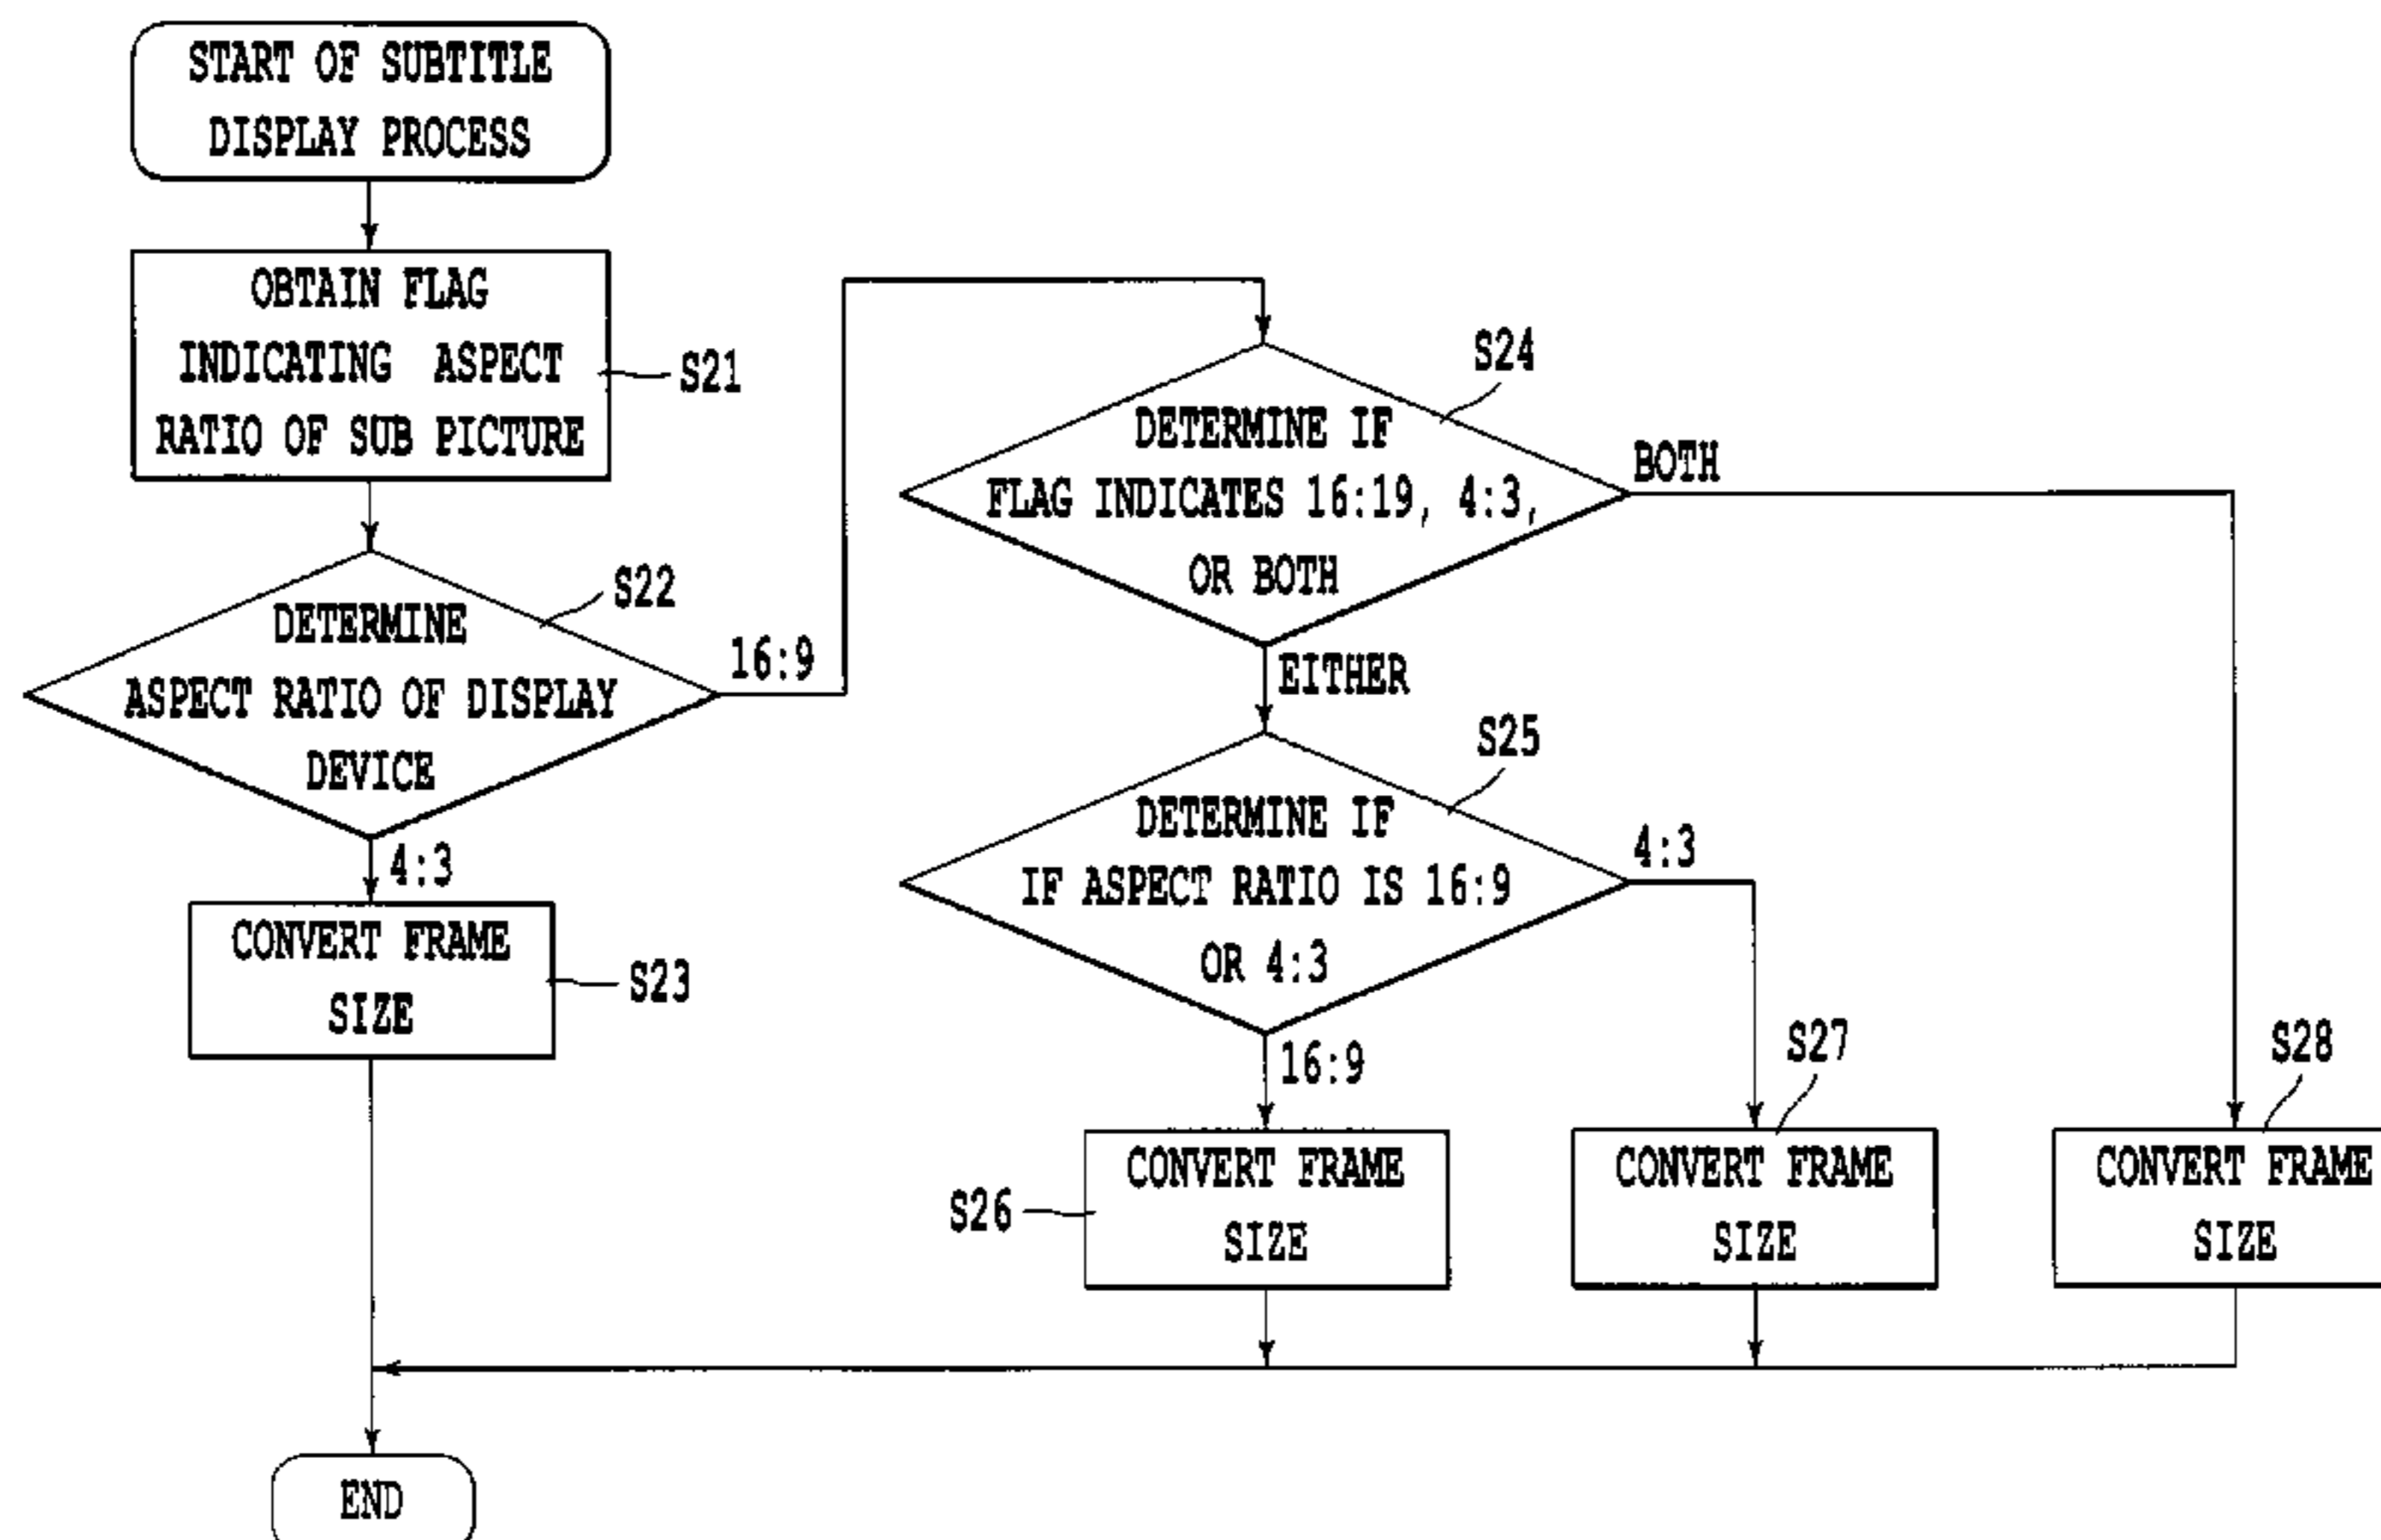 START OF SUBTITLE
DISPLAY PROCESS
OBTAIN FLAG
INDICATING ASPECT
RATIO OF SUB PICTURE
S21
DETERMINE
ASPECT RATIO OF DISPLAY
DEVICE
S22
16:9
4:3
CONVERT FRAME
SIZE
S23
DETERMINE IF
FLAG INDICATES 16:19, 4:3,
OR BOTH
S24
BOTH
EITHER
DETERMINE IF
IF ASPECT RATIO IS 16:9
OR 4:3
S25
4:3
16:9
S26
CONVERT FRAME
SIZE
S27
CONVERT FRAME
SIZE
S28
CONVERT FRAME
SIZE
END